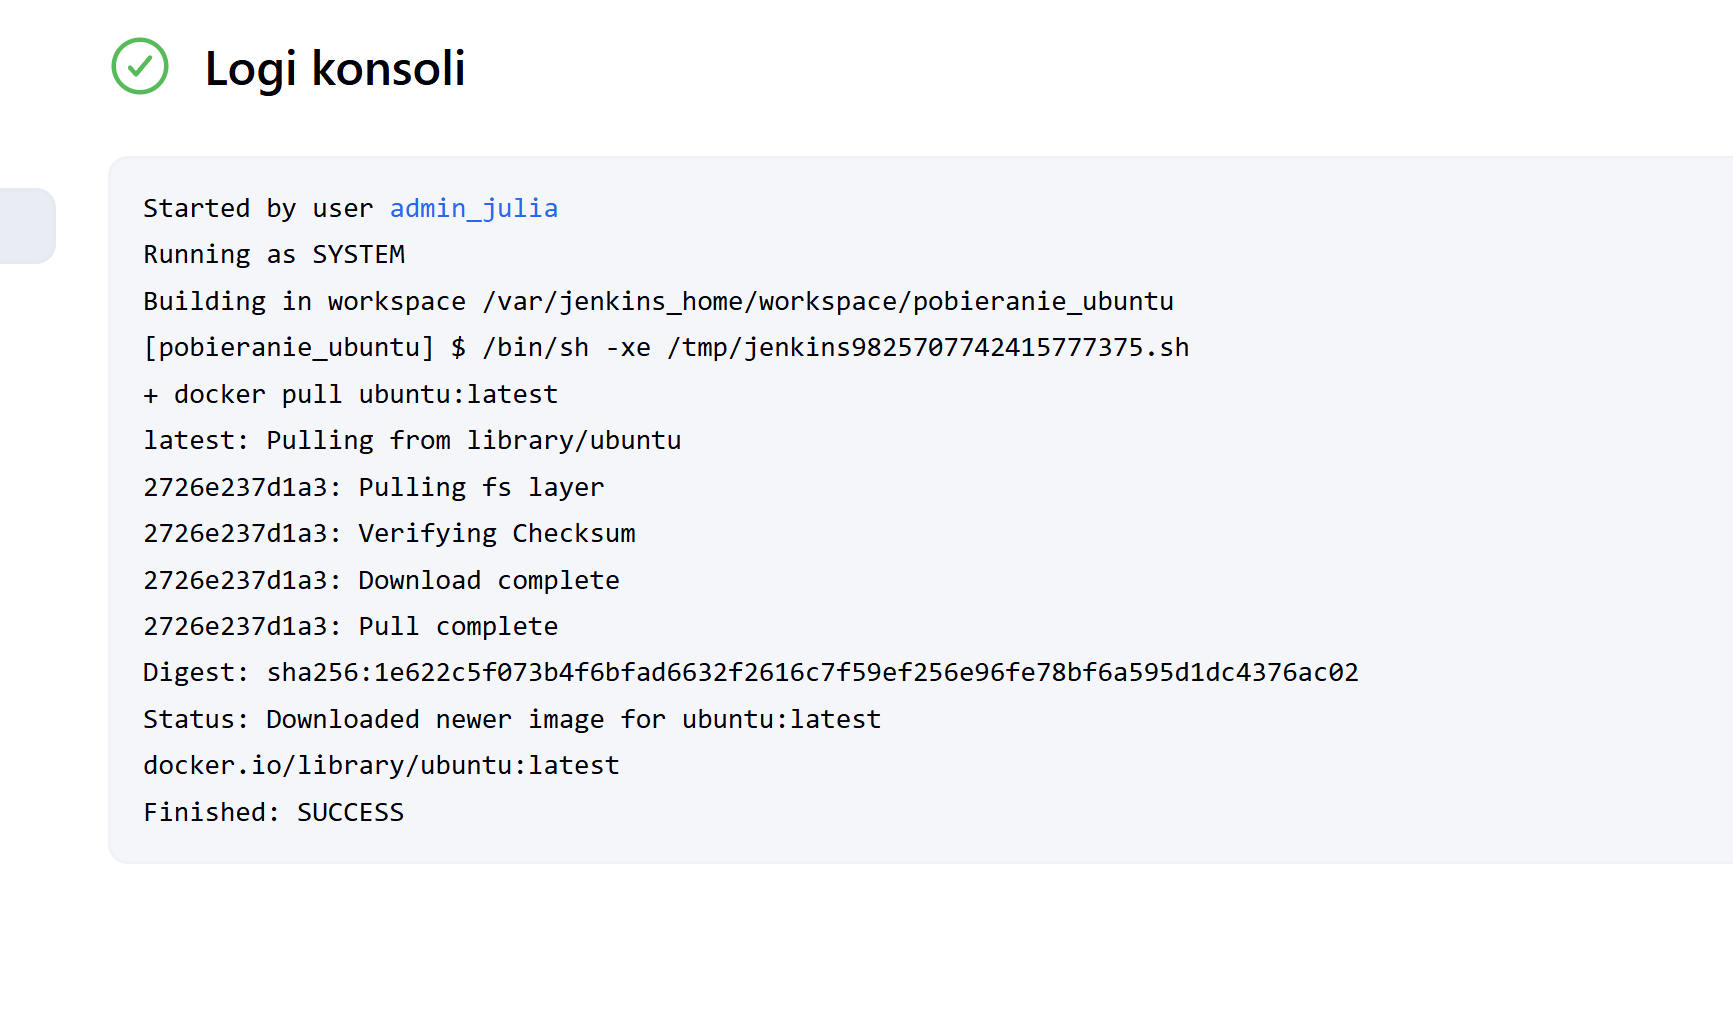 Logi konsoli
Started by user admin_julia
Running as SYSTEM
Building in workspace /var/jenkins_home/workspace/pobieranie_ubuntu
[pobieranie_ubuntu] $ /bin/sh -xe /tmp/jenkins9825707742415777375.sh
+ docker pull ubuntu:latest
latest: Pulling from library/ubuntu
2726e237d1a3: Pulling fs layer
2726e237d1a3: Verifying Checksum
2726e237d1a3: Download complete
2726e237d1a3: Pull complete
Digest: sha256:1e622c5f073b4f6bfad6632f2616c7f59ef256e96fe78bf6a595d1dc4376ac02
Status: Downloaded newer image for ubuntu:latest
docker.io/library/ubuntu:latest
Finished: SUCCESS